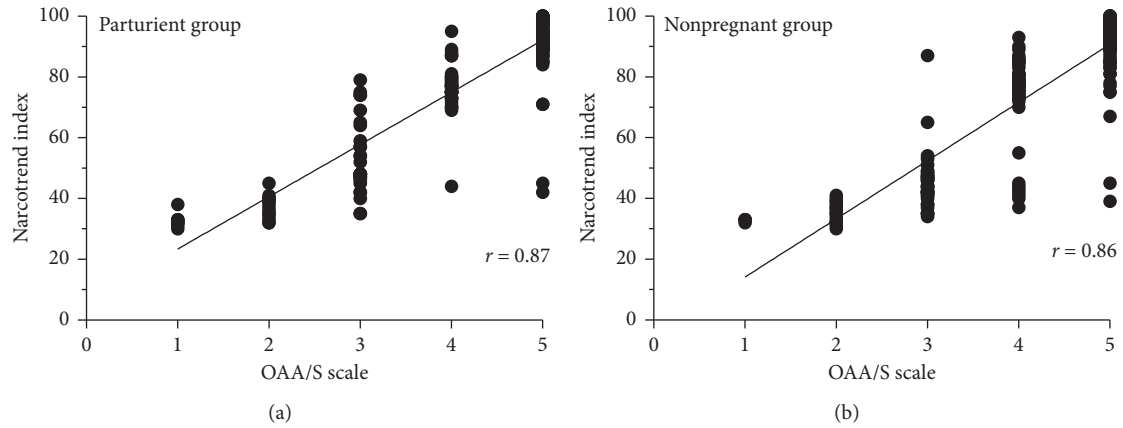 Parturient group
Narcotrend index
100
80
60
40
20
0
r = 0.87
0 1 2 3 4 5
OAA/S scale
(a)
Nonpregnant group
Narcotrend index
100
80
60
40
20
0
r = 0.86
0 1 2 3 4 5
OAA/S scale
(b)